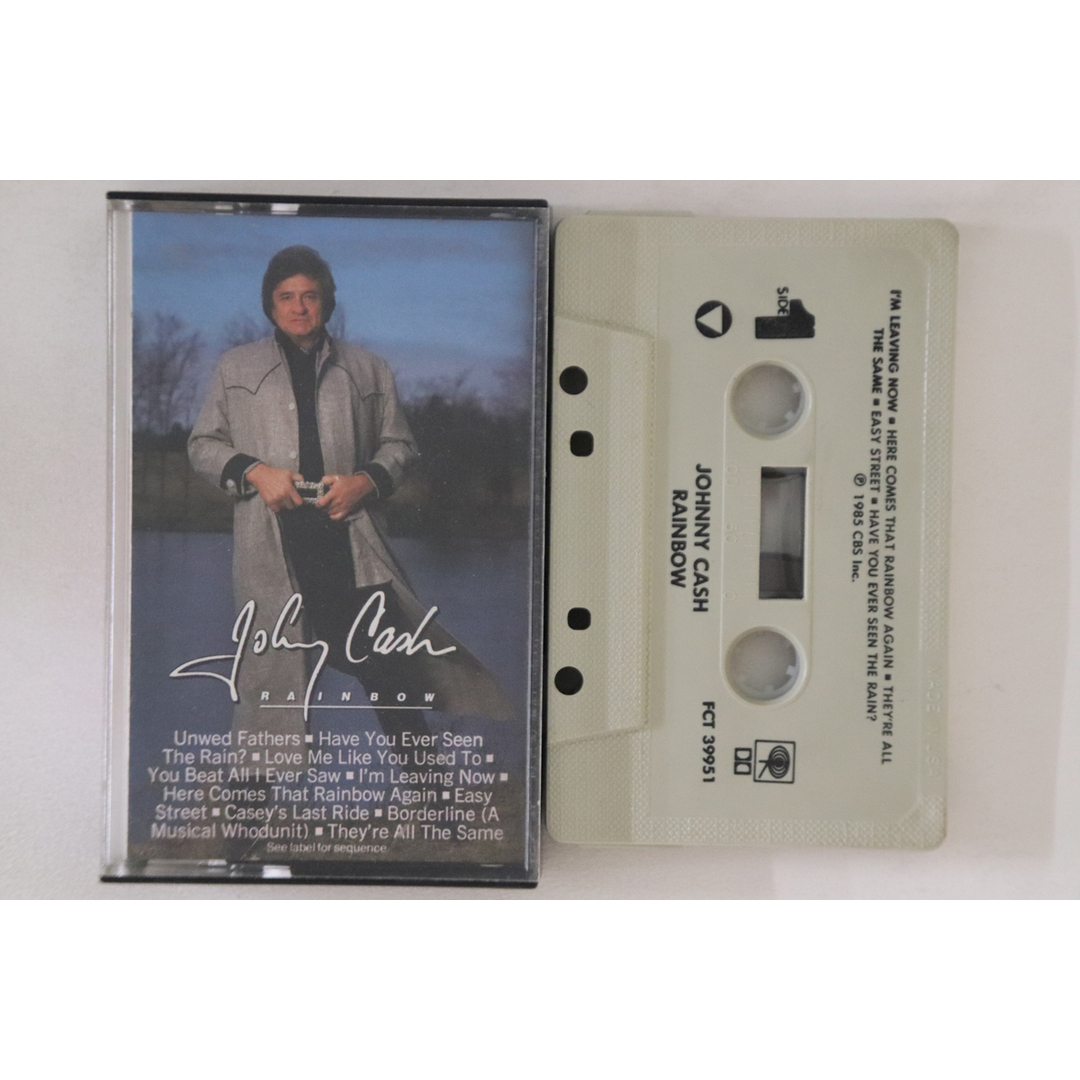 Johnny Cash
RAINBOW
Unwed Fathers ■ Have You Ever Seen
The Rain? ■ Love Me Like You Used To ■
You Beat All I Ever Saw ■ I'm Leaving Now ■
Here Comes That Rainbow Again ■ Easy
Street ■ Casey's Last Ride ■ Borderline (A
Musical Whodunit) ■ They're All The Same
See label for sequence
I'M LEAVING NOW ■ HERE COMES THAT RAINBOW AGAIN ■ THEY'RE ALL
THE SAME ■ EASY STREET ■ HAVE YOU EVER SEEN THE RAIN?
℗ 1985 CBS Inc.
SIDE 1
JOHNNY CASH
RAINBOW
FCT 39951